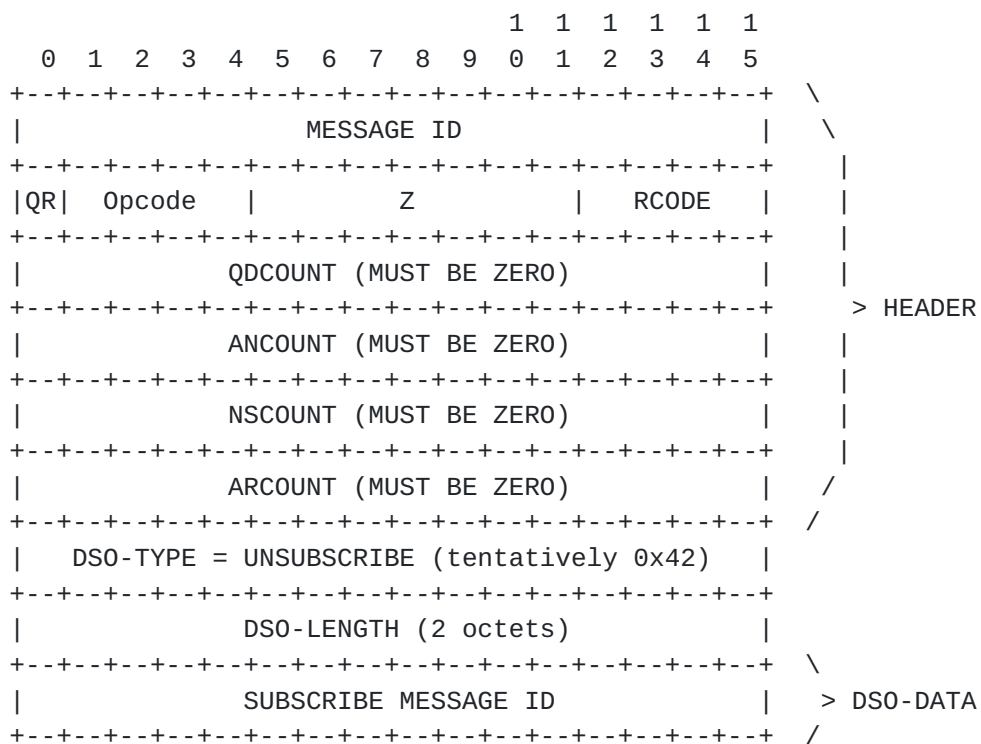 1  1  1  1  1  1
  0  1  2  3  4  5  6  7  8  9  0  1  2  3  4  5
+--+--+--+--+--+--+--+--+--+--+--+--+--+--+--+--+  \
|                  MESSAGE ID                   |   \
+--+--+--+--+--+--+--+--+--+--+--+--+--+--+--+--+    |
|QR|  Opcode   |         Z          |   RCODE   |    |
+--+--+--+--+--+--+--+--+--+--+--+--+--+--+--+--+    |
|             QDCOUNT (MUST BE ZERO)            |    |
+--+--+--+--+--+--+--+--+--+--+--+--+--+--+--+--+     > HEADER
|             ANCOUNT (MUST BE ZERO)            |    |
+--+--+--+--+--+--+--+--+--+--+--+--+--+--+--+--+    |
|             NSCOUNT (MUST BE ZERO)            |    |
+--+--+--+--+--+--+--+--+--+--+--+--+--+--+--+--+    |
|             ARCOUNT (MUST BE ZERO)            |   /
+--+--+--+--+--+--+--+--+--+--+--+--+--+--+--+--+  /
|   DSO-TYPE = UNSUBSCRIBE (tentatively 0x42)   |
+--+--+--+--+--+--+--+--+--+--+--+--+--+--+--+--+
|              DSO-LENGTH (2 octets)            |
+--+--+--+--+--+--+--+--+--+--+--+--+--+--+--+--+  \
|              SUBSCRIBE MESSAGE ID             |   > DSO-DATA
+--+--+--+--+--+--+--+--+--+--+--+--+--+--+--+--+  /